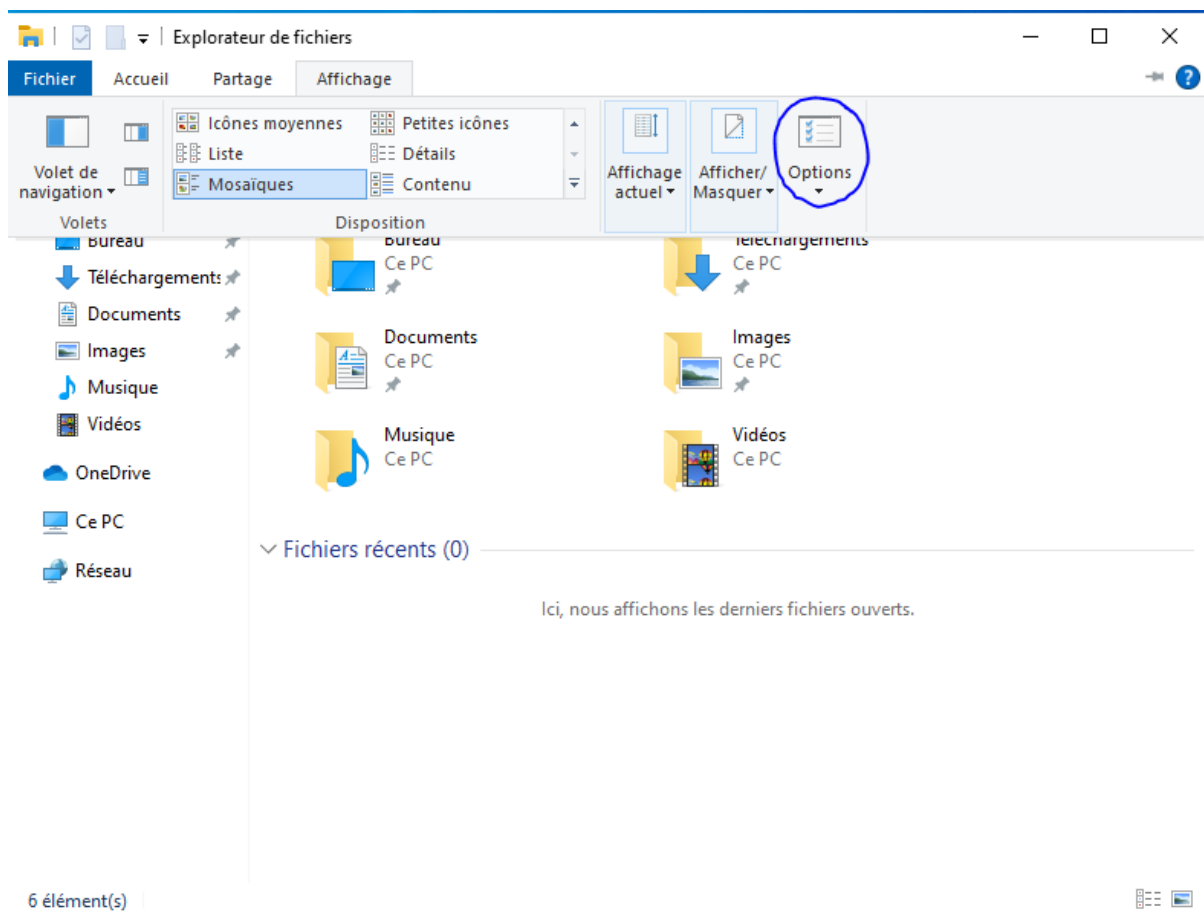 Explorateur de fichiers
Fichier Accueil Partage Affichage
Icônes moyennes Petites icônes
Liste Détails
Mosaïques Contenu
Volet de navigation
Affichage actuel
Afficher/ Masquer
Options
Volets Disposition
Bureau
Téléchargements
Documents
Images
Musique
Vidéos
OneDrive
Ce PC
Réseau
Bureau
Ce PC
Téléchargements
Ce PC
Documents
Ce PC
Images
Ce PC
Musique
Ce PC
Vidéos
Ce PC
Fichiers récents (0)
Ici, nous affichons les derniers fichiers ouverts.
6 élément(s)